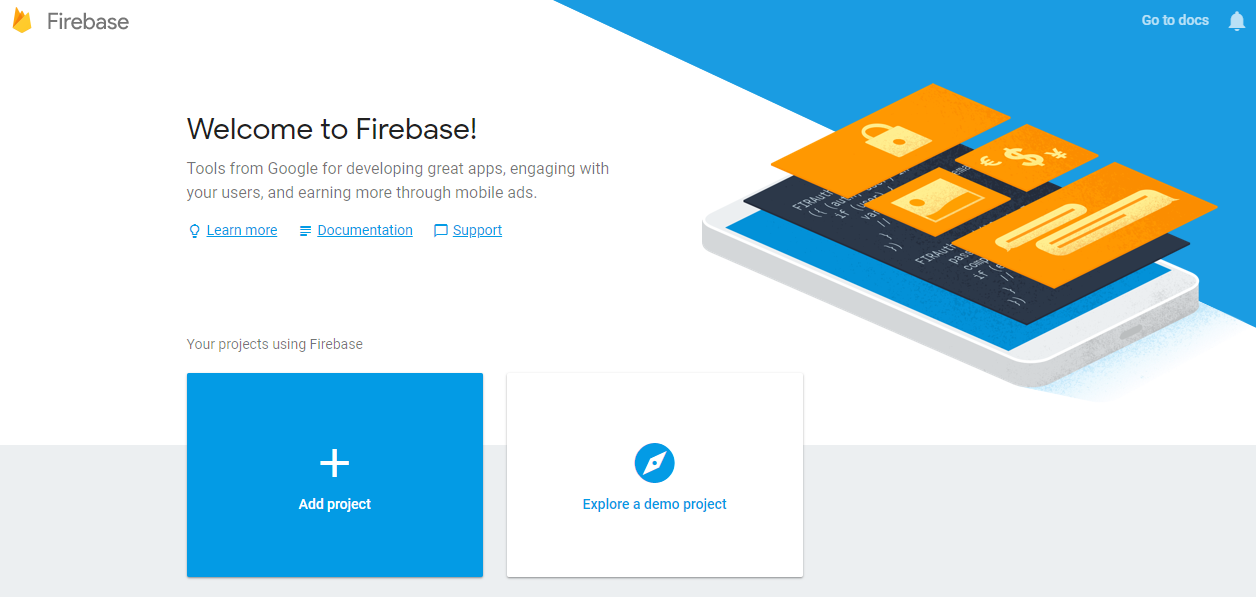 Firebase
Go to docs
Welcome to Firebase!
Tools from Google for developing great apps, engaging with
your users, and earning more through mobile ads.
Learn more Documentation Support
Your projects using Firebase
Add project
Explore a demo project